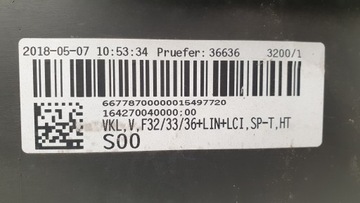 2018-05-07 10:53:34 Pruefer:36636 3200/1
66778700000015497720
164270040000;00
VKL,V,F32/33/36+LIN+LCI,SP-T,HT
S00